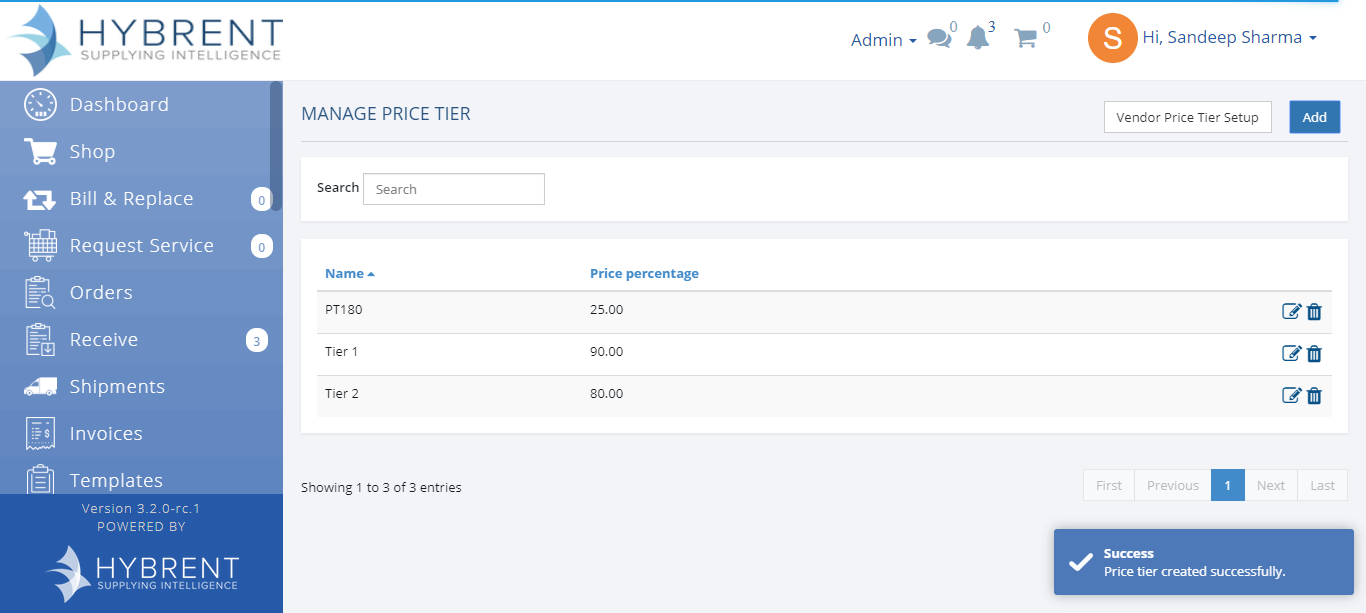 HYBRENT
SUPPLYING INTELLIGENCE
Admin
0
3
0
S
Hi, Sandeep Sharma
Dashboard
Shop
Bill & Replace
0
Request Service
0
Orders
Receive
3
Shipments
Invoices
Templates
Version 3.2.0-rc.1
POWERED BY
HYBRENT
SUPPLYING INTELLIGENCE
MANAGE PRICE TIER
Vendor Price Tier Setup
Add
Search Search
Name Price percentage
PT180 25.00
Tier 1 90.00
Tier 2 80.00
Showing 1 to 3 of 3 entries
First Previous 1 Next Last
Success
Price tier created successfully.